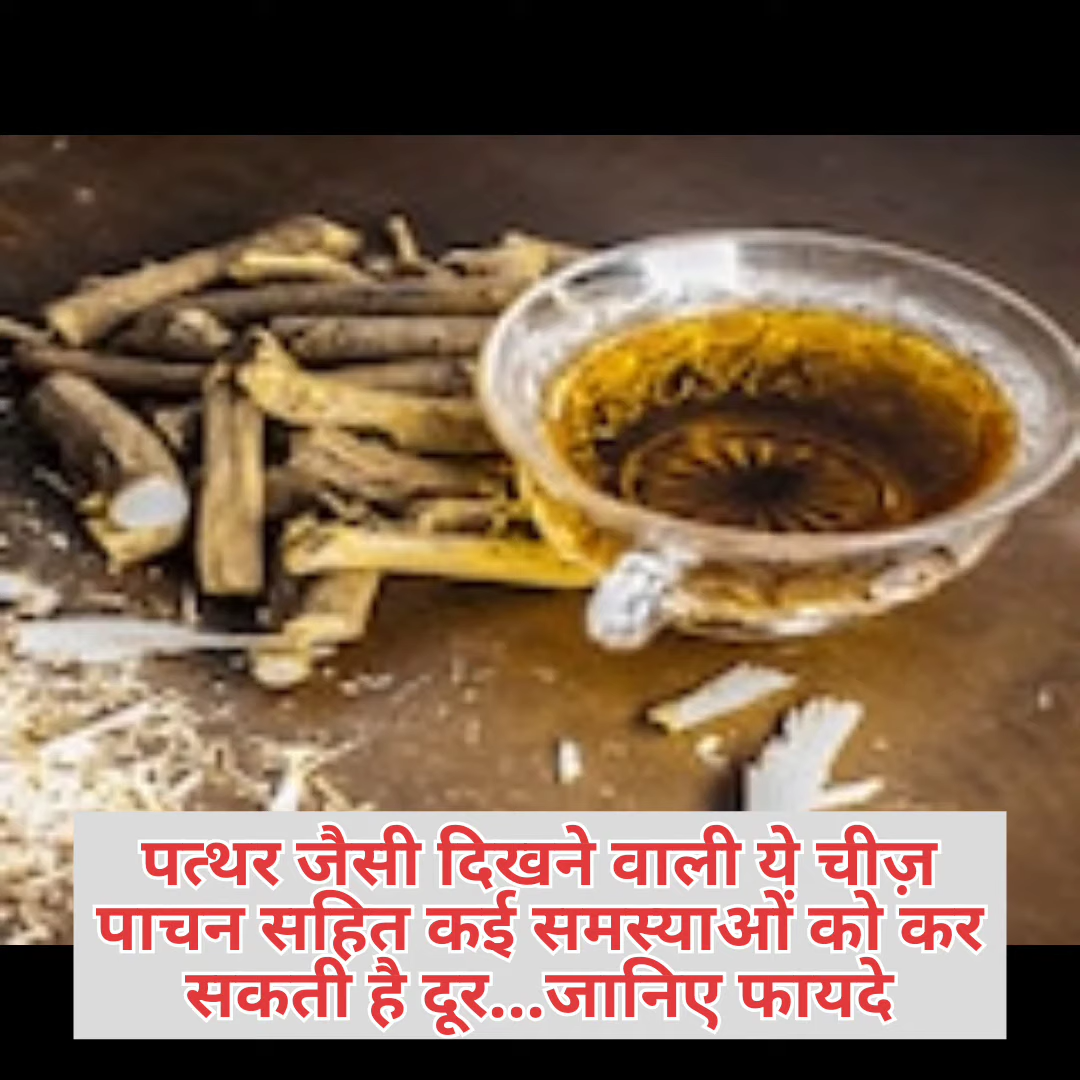 पत्थर जैसी दिखने वाली ये चीज़
पाचन सहित कई समस्याओं को कर
सकती है दूर...जानिए फायदे